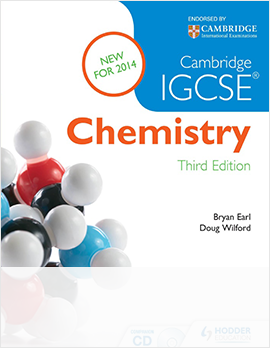 ENDORSED BY
CAMBRIDGE
International Examinations
NEW
FOR 2014
Cambridge
IGCSE®
Chemistry
Third Edition
Bryan Earl
Doug Wilford
CD
HODDER